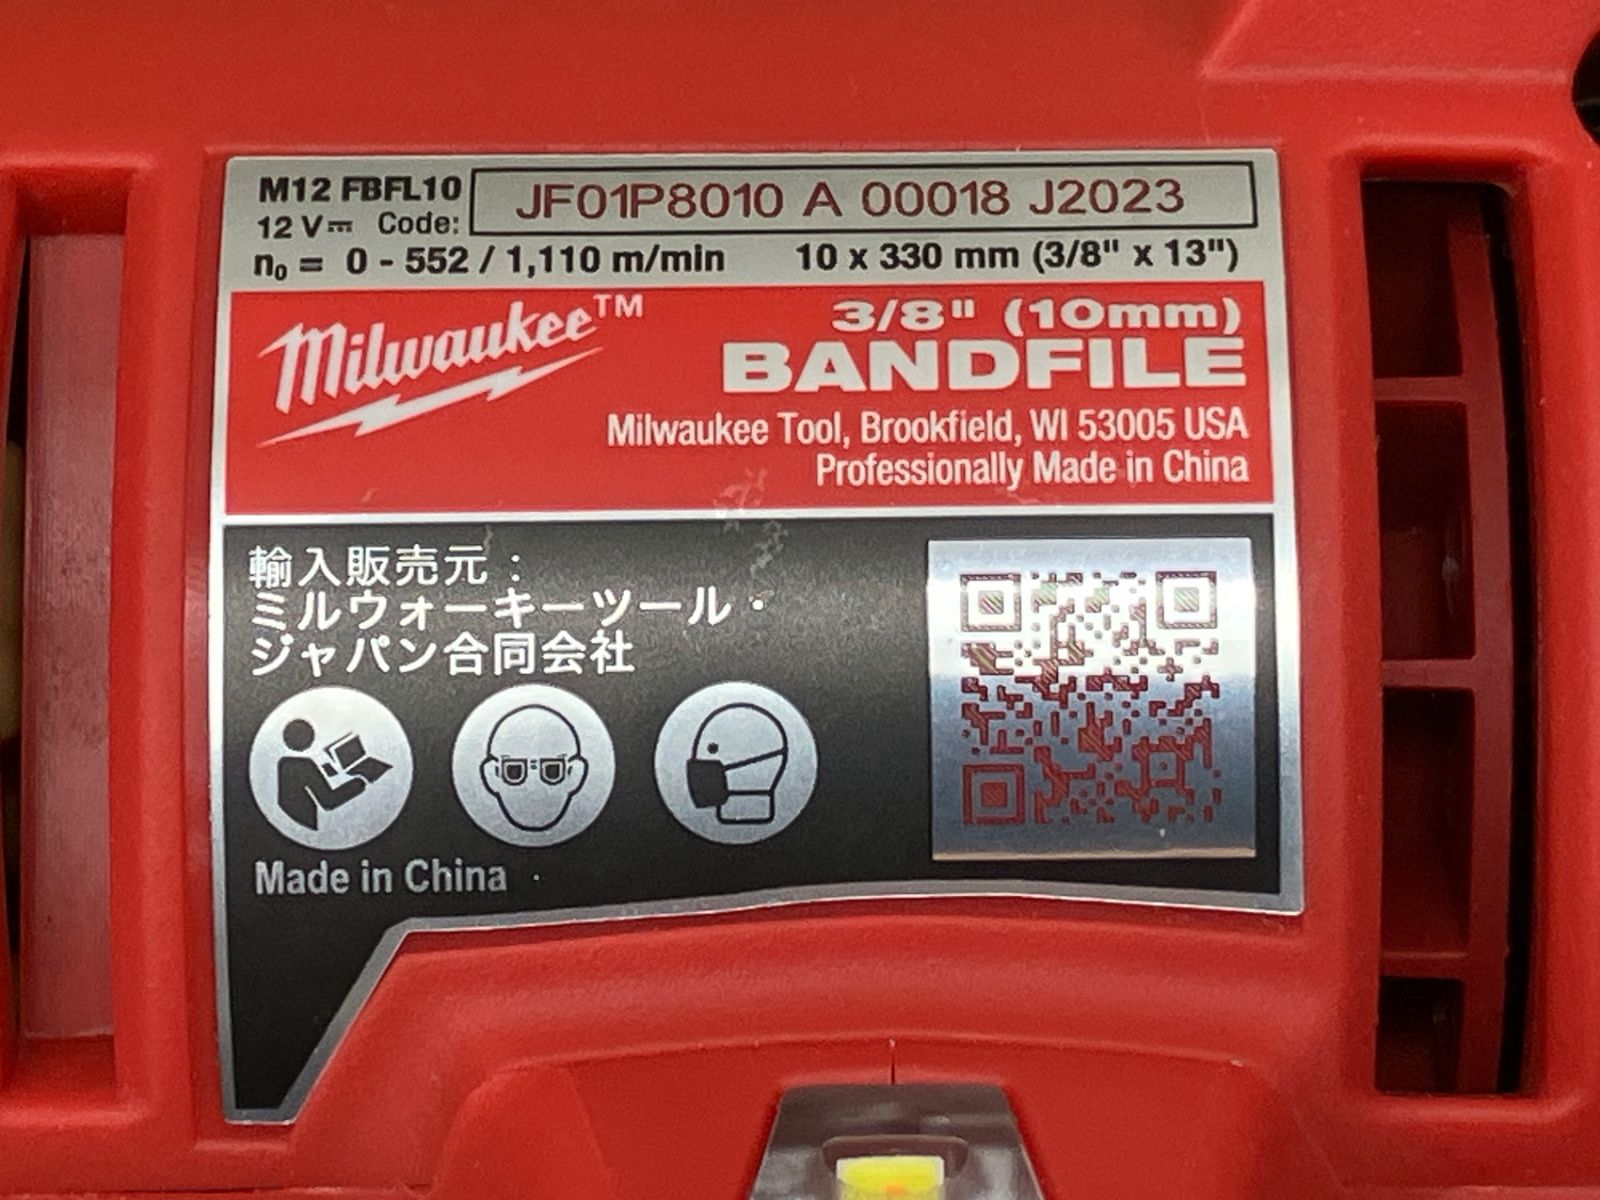 M12 FBFL10
12 V⎓ Code: JF01P8010 A 00018 J2023
n₀ = 0 - 552 / 1,110 m/min 10 x 330 mm (3/8" x 13")
Milwaukee™
3/8" (10mm)
BANDFILE
Milwaukee Tool, Brookfield, WI 53005 USA
Professionally Made in China
輸入販売元：
ミルウォーキーツール・
ジャパン合同会社
Made in China